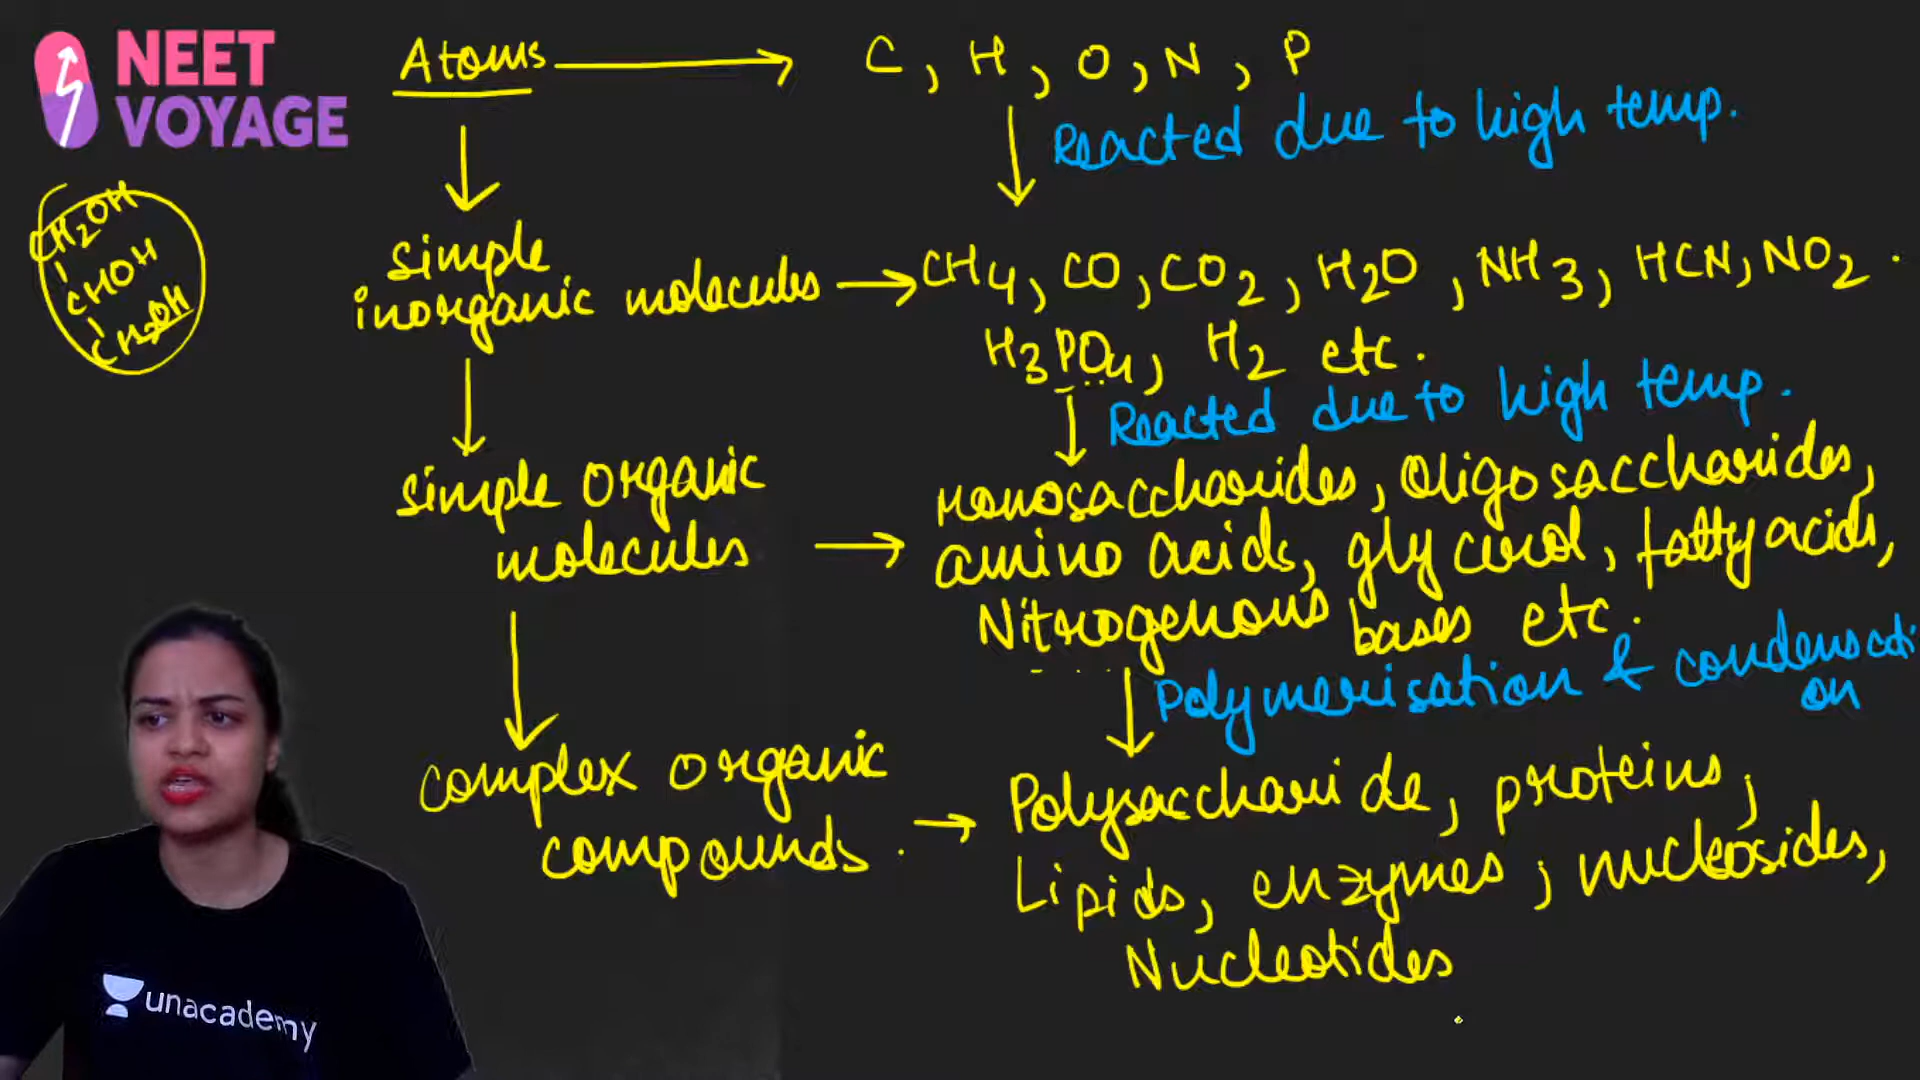 NEET
VOYAGE
Atoms
C, H, O, N, P
Reacted due to high temp.
CH2OH
CHOH
CH2OH
simple
inorganic molecules
CH4, CO, CO2, H2O, NH3, HCN, NO2.
H3PO4, H2 etc.
Reacted due to high temp.
simple organic
molecules
Monosaccharides, Oligosaccharides,
amino acids, glycerol, fatty acids,
Nitrogenous bases etc.
Polymerisation & condensati
on
complex organic
compounds.
Polysaccharide, proteins,
Lipids, enzymes, nucleosides,
Nucleotides
unacademy